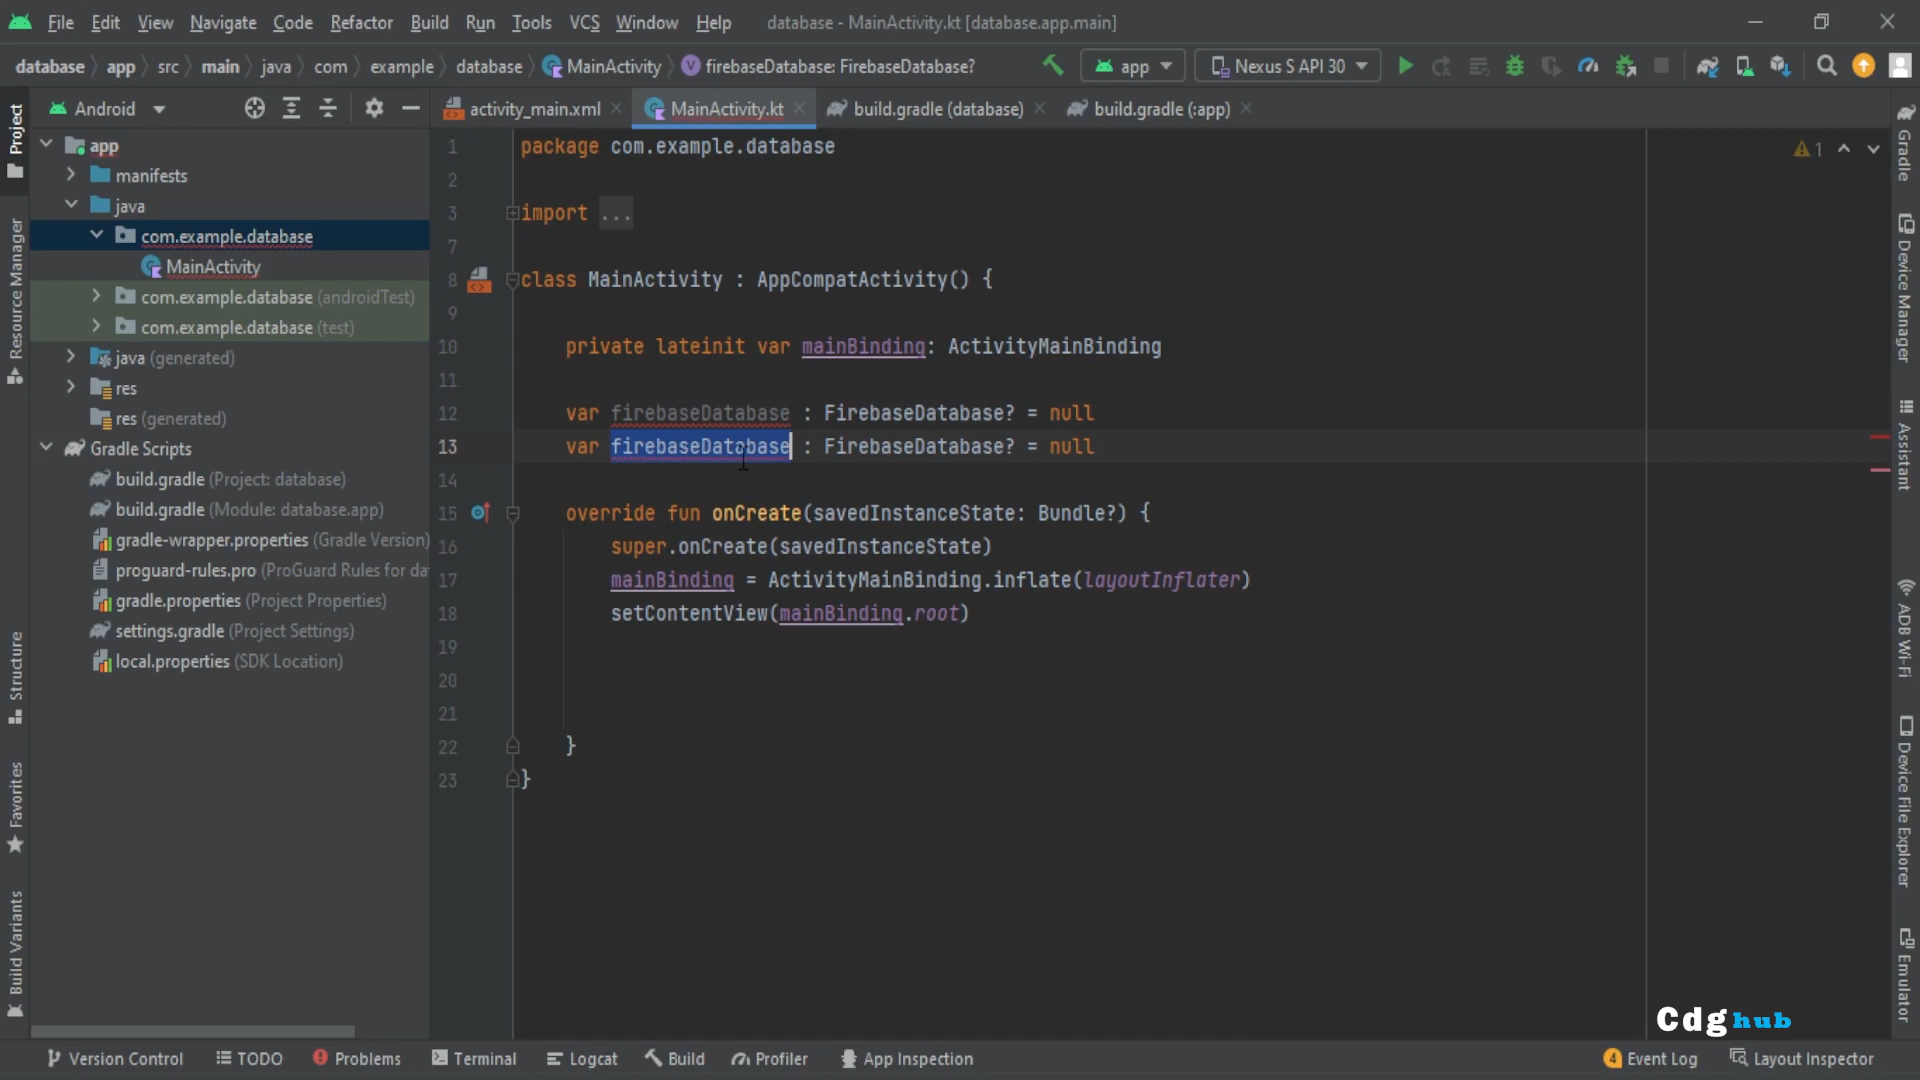 File Edit View Navigate Code Refactor Build Run Tools VCS Window Help database - MainActivity.kt [database.app.main]
database app src main java com example database MainActivity firebaseDatabase: FirebaseDatabase? app Nexus S API 30
Project
Resource Manager
Structure
Favorites
Build Variants
Android
app
manifests
java
com.example.database
MainActivity
com.example.database (androidTest)
com.example.database (test)
java (generated)
res
res (generated)
Gradle Scripts
build.gradle (Project: database)
build.gradle (Module: database.app)
gradle-wrapper.properties (Gradle Version)
proguard-rules.pro (ProGuard Rules for da
gradle.properties (Project Properties)
settings.gradle (Project Settings)
local.properties (SDK Location)
activity_main.xml MainActivity.kt build.gradle (database) build.gradle (:app)
1 package com.example.database
2
3 import ...
7
8 class MainActivity : AppCompatActivity() {
9
10 private lateinit var mainBinding: ActivityMainBinding
11
12 var firebaseDatabase : FirebaseDatabase? = null
13 var firebaseDatabase : FirebaseDatabase? = null
14
15 override fun onCreate(savedInstanceState: Bundle?) {
16 super.onCreate(savedInstanceState)
17 mainBinding = ActivityMainBinding.inflate(layoutInflater)
18 setContentView(mainBinding.root)
19
20
21
22 }
23 }
1
Gradle
Device Manager
Assistant
ADB Wi-Fi
Device File Explorer
Emulator
Cdghub
Version Control TODO Problems Terminal Logcat Build Profiler App Inspection 4 Event Log Layout Inspector